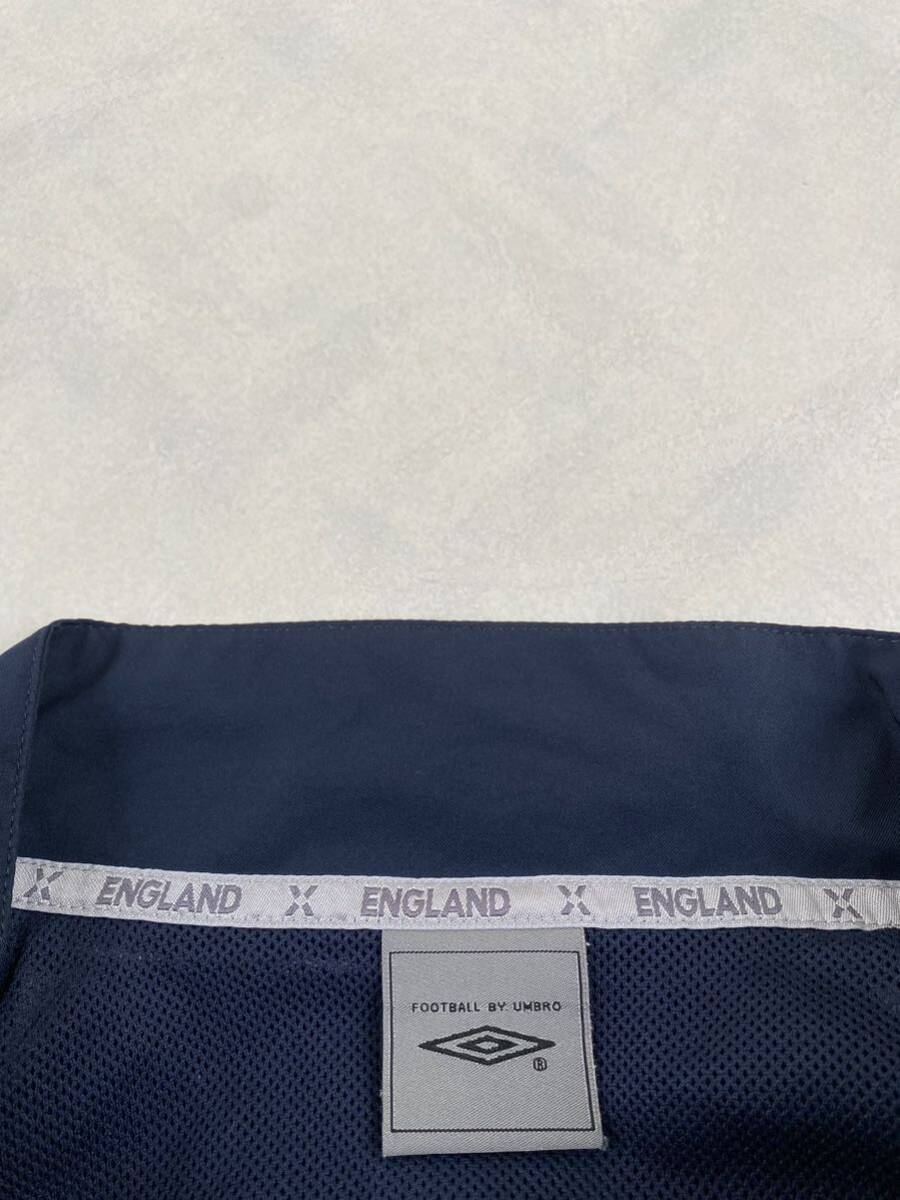 X ENGLAND X ENGLAND X ENGLAND X
FOOTBALL BY UMBRO
®